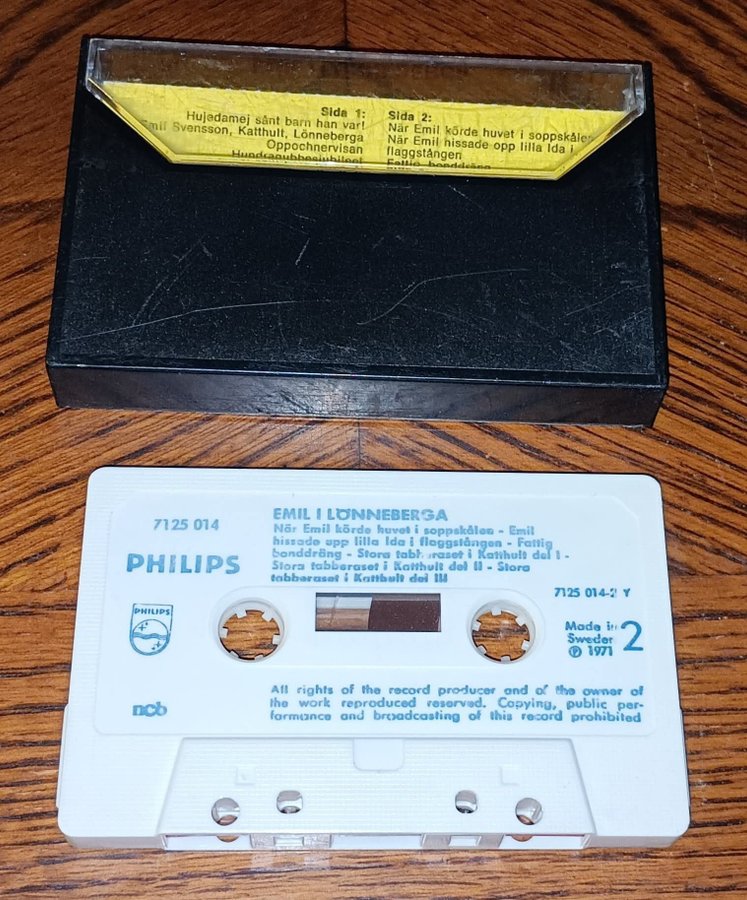 Sida 1:
Hujedamej sånt barn han var!
Emil Svensson, Katthult, Lönneberga
Oppochnervisan
Hundragubbesjubileet
Sida 2:
När Emil körde huvet i soppskålen
När Emil hissade opp lilla Ida i
flaggstången
Fattig bonddräng
7125 014
PHILIPS
EMIL I LÖNNEBERGA
När Emil körde huvet i soppskålen - Emil
hissade opp lilla Ida i flaggstången - Fattig
bonddräng - Stora tabberaset i Katthult del I -
Stora tabberaset i Katthult del II - Stora
tabberaset i Katthult del III
7125 014-2 Y
PHILIPS
Made in
Sweder
℗ 1971
2
ncb
All rights of the record producer and of the owner of
the work reproduced reserved. Copying, public per-
formance and broadcasting of this record prohibited